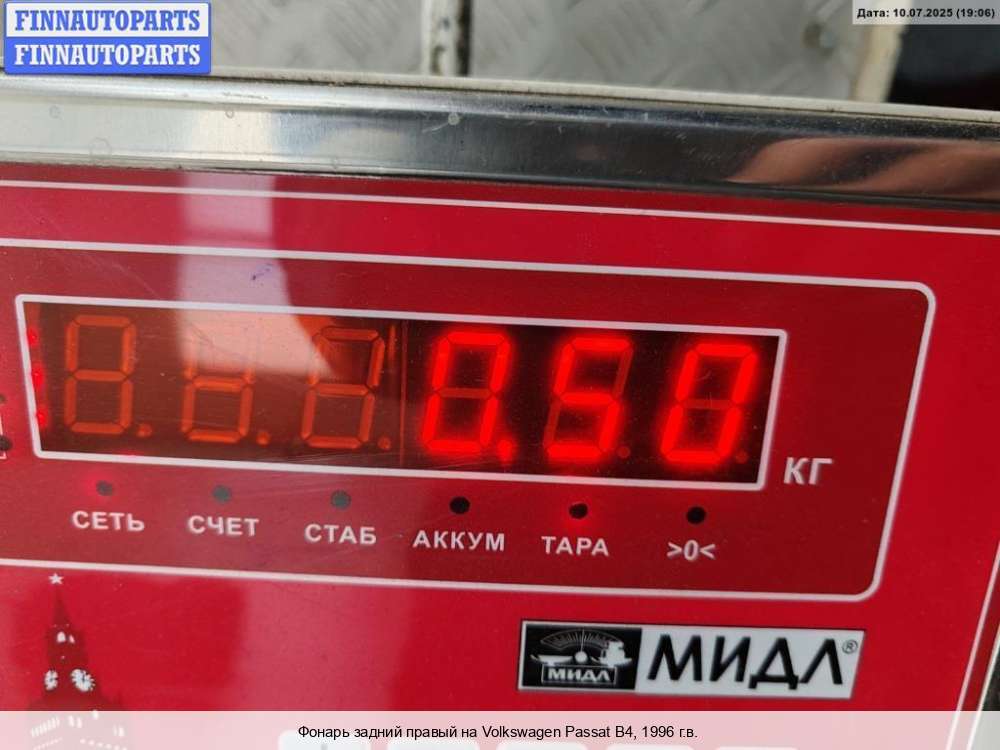 FINNAUTOPARTS
FINNAUTOPARTS
Дата: 10.07.2025 (19:06)
0.50
КГ
СЕТЬ СЧЕТ СТАБ АККУМ ТАРА >0<
МИДЛ МИДЛ®
Фонарь задний правый на Volkswagen Passat B4, 1996 г.в.